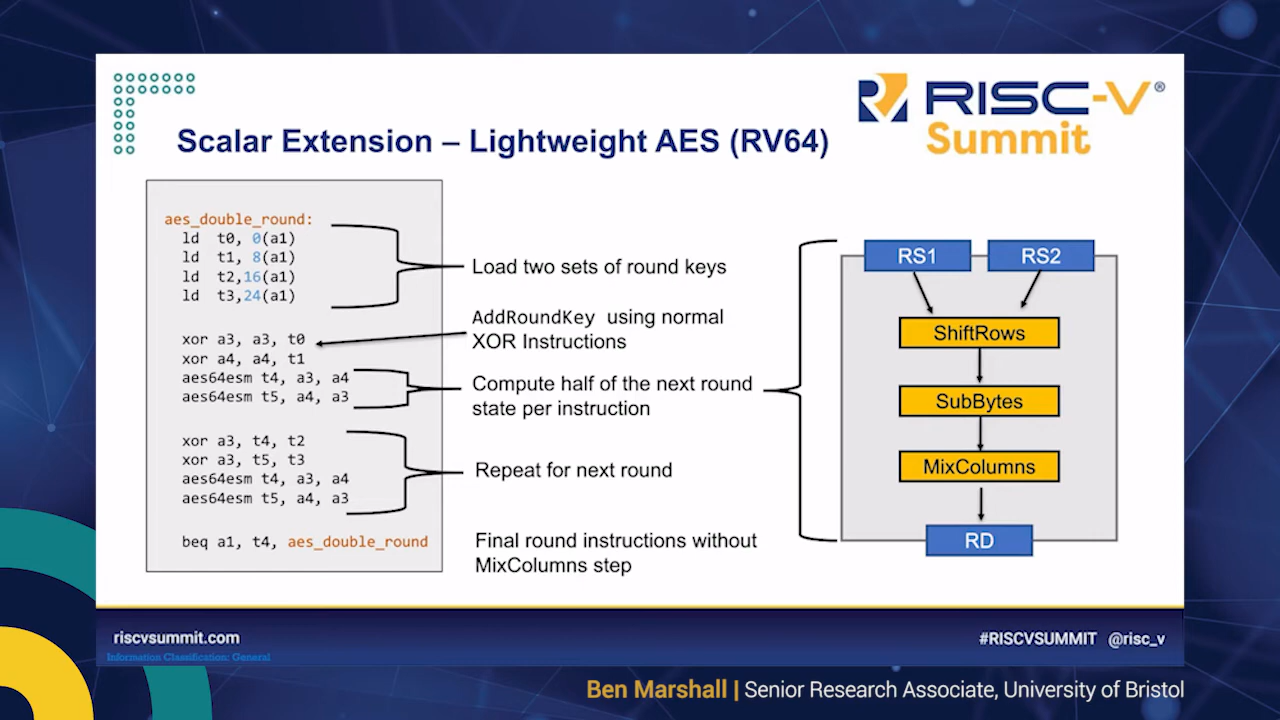 RISC-V®
Summit
Scalar Extension – Lightweight AES (RV64)
aes_double_round:
ld t0, 0(a1)
ld t1, 8(a1)
ld t2,16(a1)
ld t3,24(a1)
xor a3, a3, t0
xor a4, a4, t1
aes64esm t4, a3, a4
aes64esm t5, a4, a3
xor a3, t4, t2
xor a3, t5, t3
aes64esm t4, a3, a4
aes64esm t5, a4, a3
beq a1, t4, aes_double_round
Load two sets of round keys
AddRoundKey using normal
XOR Instructions
Compute half of the next round
state per instruction
Repeat for next round
Final round instructions without
MixColumns step
RS1 RS2
ShiftRows
SubBytes
MixColumns
RD
riscvsummit.com
#RISCVSUMMIT @risc_v
Information Classification: General
Ben Marshall | Senior Research Associate, University of Bristol